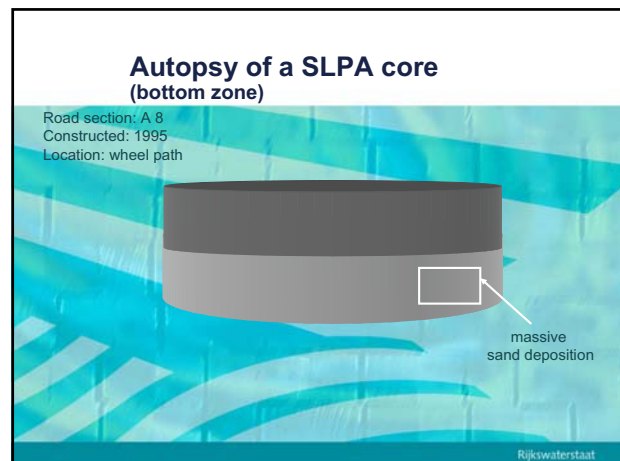 Autopsy of a SLPA core
(bottom zone)
Road section: A 8
Constructed: 1995
Location: wheel path
massive
sand deposition
Rijkswaterstaat